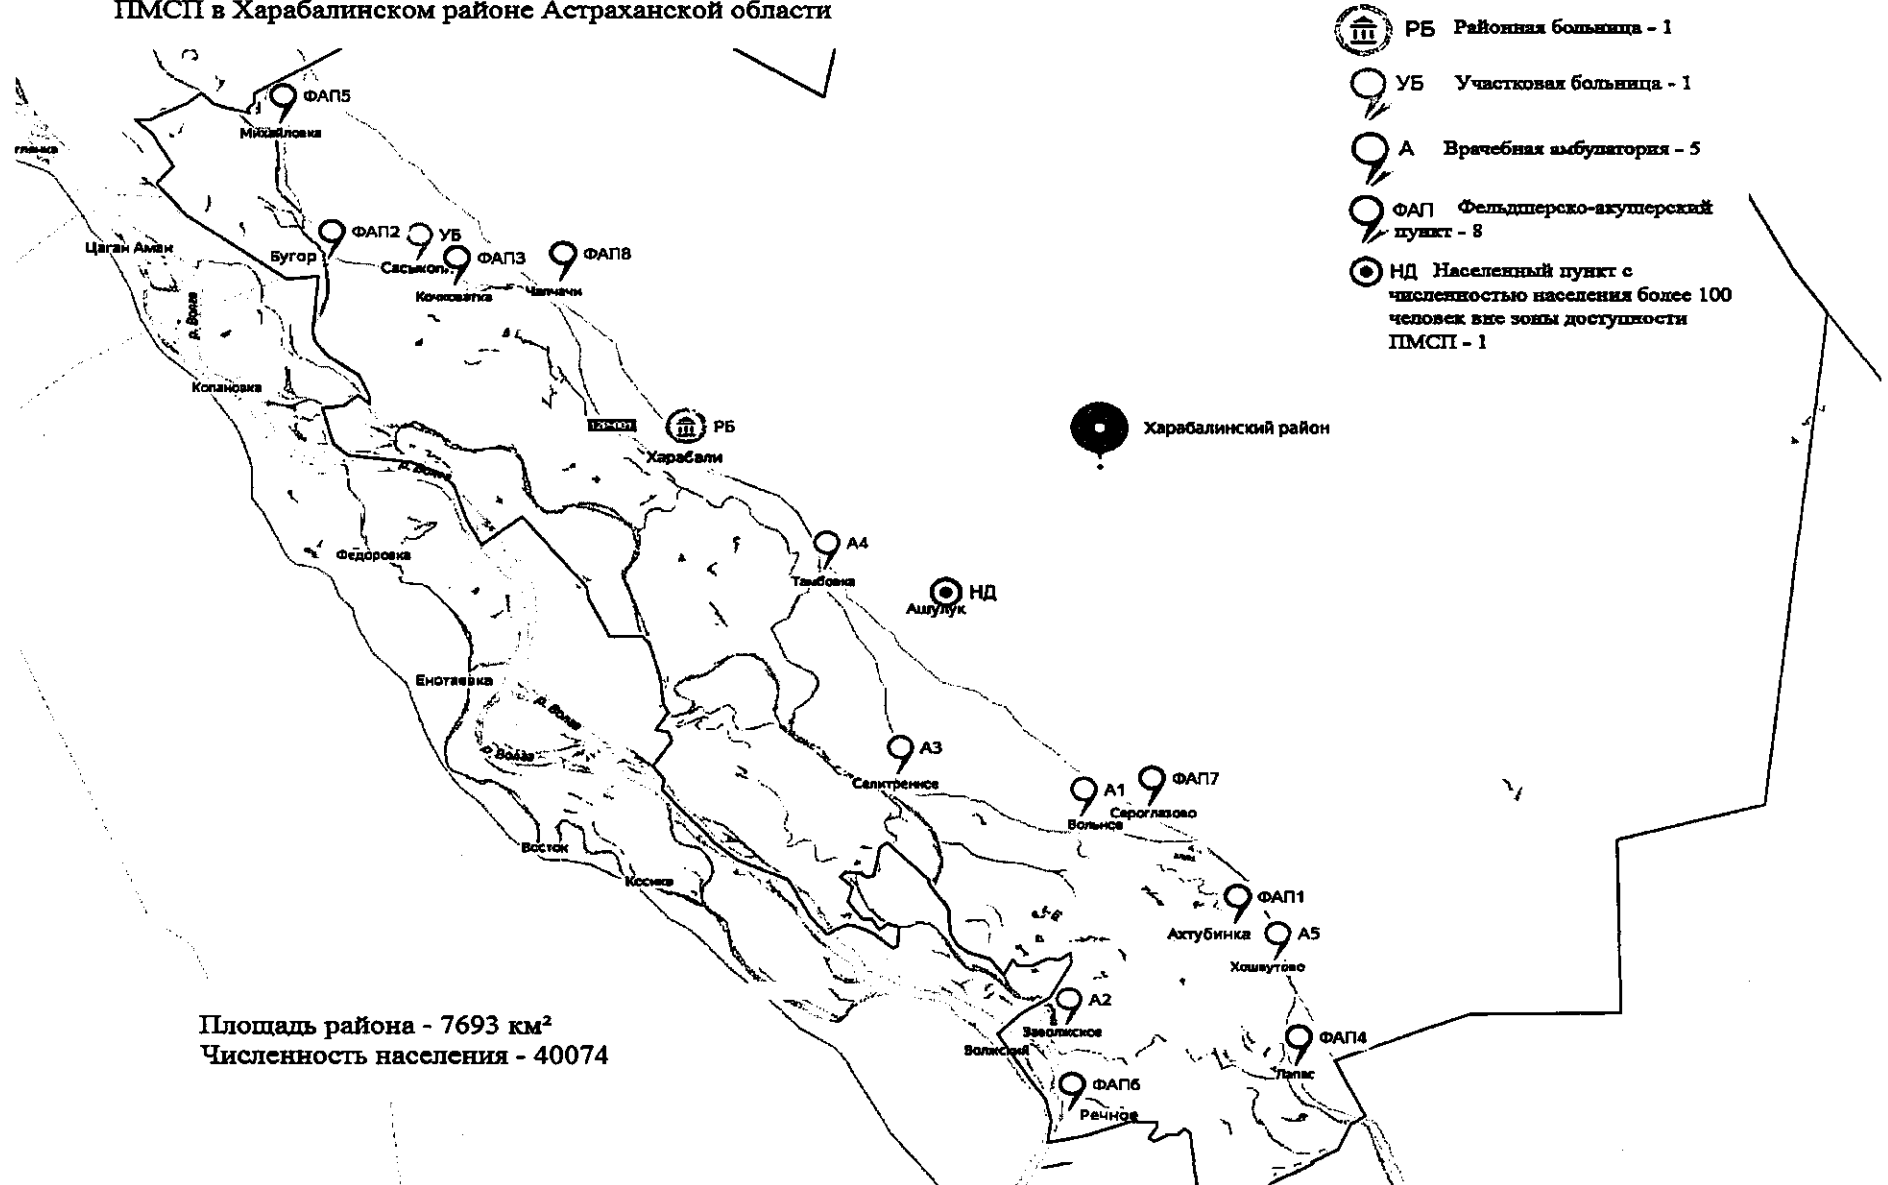 ПМСП в Харабалинском районе Астраханской области
РБ Районная больница - 1
УБ Участковая больница - 1
А Врачебная амбулатория - 5
ФАП Фельдшерско-акушерский
пункт - 8
НД Населенный пункт с
численностью населения более 100
человек вне зоны доступности
ПМСП - 1
ФАП5
Михайловка
ФАП2
Бугор
УБ
ФАП3
Кочковатка
ФАП8
Чапчачи
Цаган Аман
р. Волга
Копановка
РБ
Харабали
Харабалинский район
р. Волга
Федоровка
А4
Тамбовка
НД
Ашулук
Енотаевка
р. Волга
р. Волга
А3
Селитренное
А1
Вольное
ФАП7
Сероглазово
Восток
Косика
ФАП1
Ахтубинка
А5
Хошеутово
А2
Заволжское
Волжский
ФАП4
Лапас
ФАП6
Речное
Площадь района - 7693 км²
Численность населения - 40074